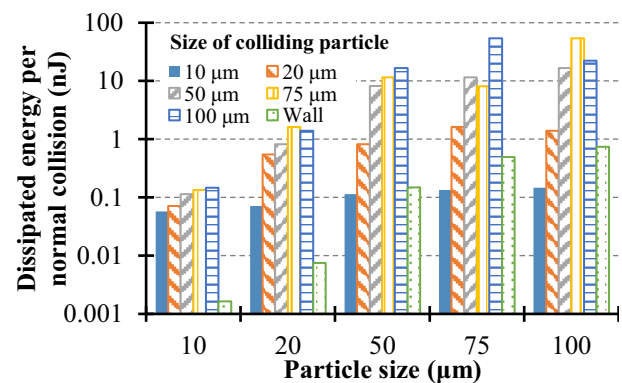 Dissipated energy per
normal collision (nJ)
100
10
1
0.1
0.01
0.001
Size of colliding particle
10 μm
20 μm
50 μm
75 μm
100 μm
Wall
10
20
50
75
100
Particle size (μm)